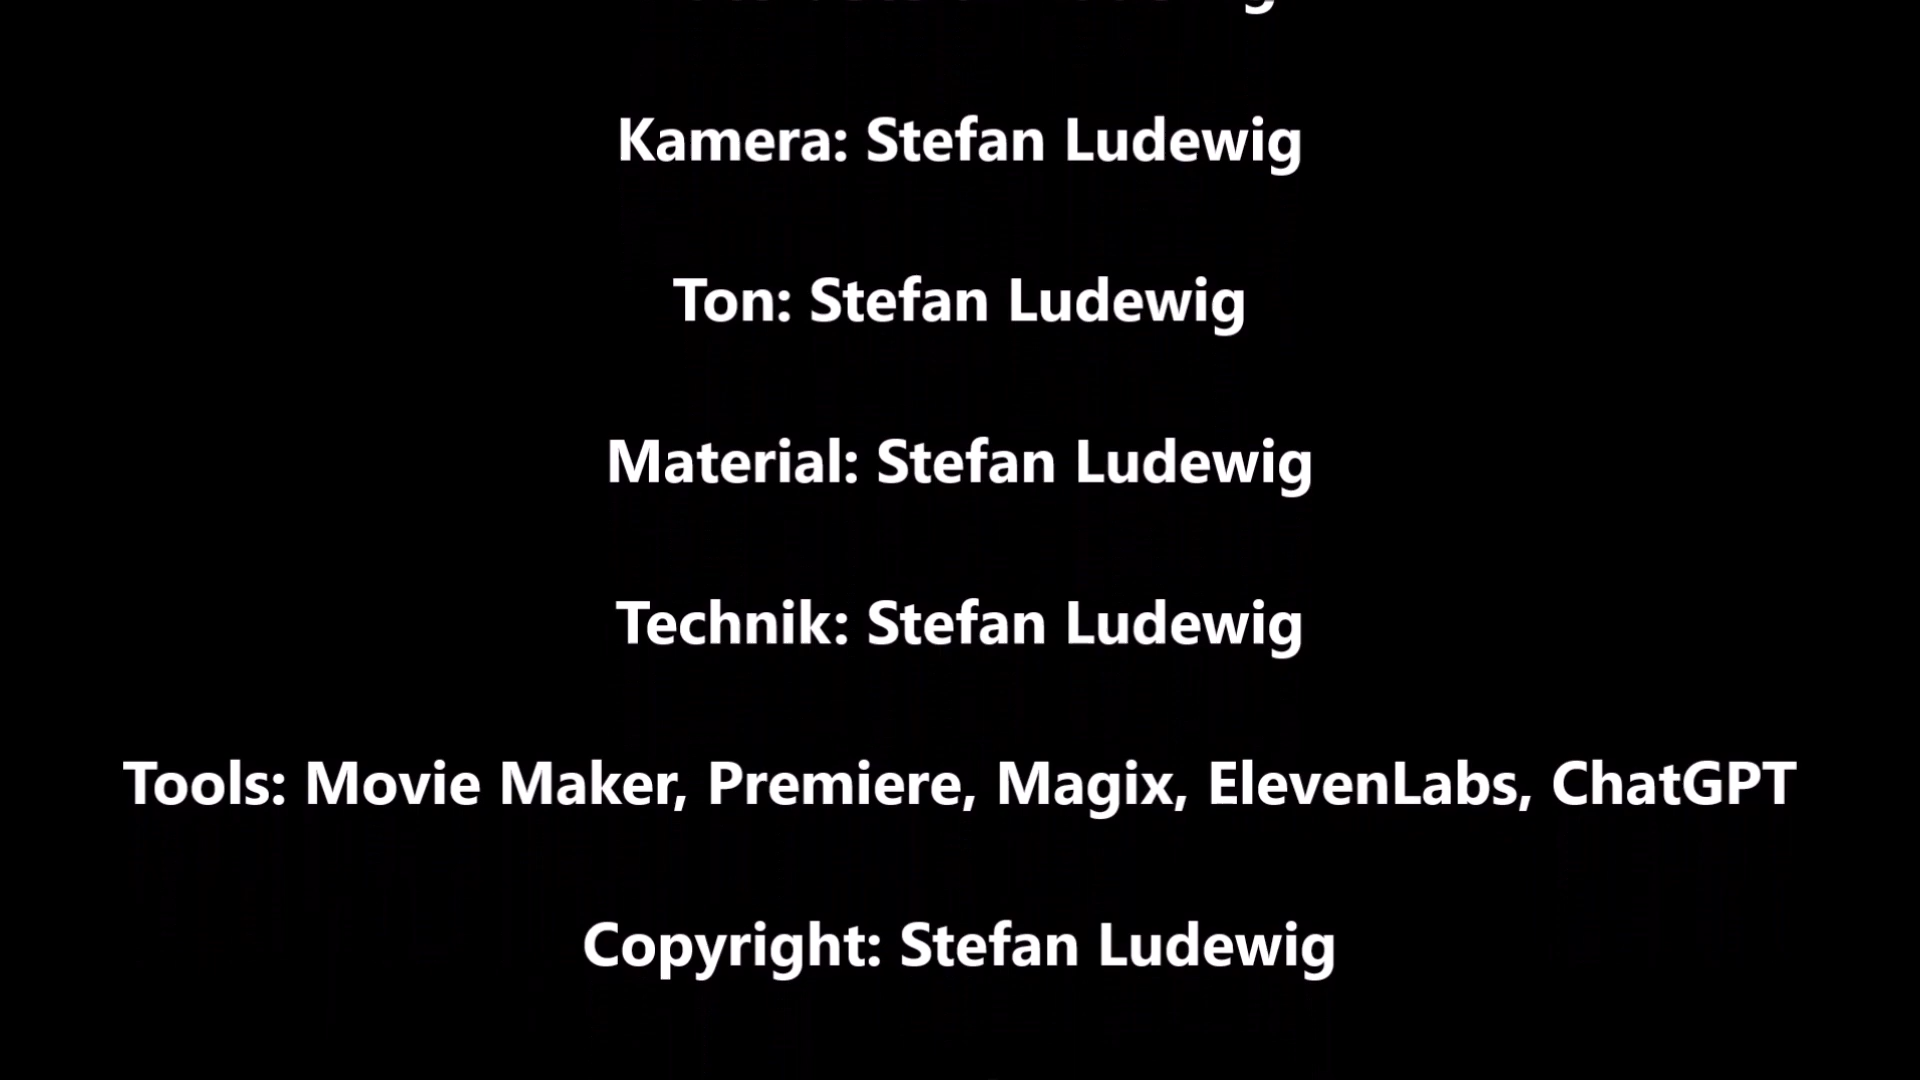 Kamera: Stefan Ludewig
Ton: Stefan Ludewig
Material: Stefan Ludewig
Technik: Stefan Ludewig
Tools: Movie Maker, Premiere, Magix, ElevenLabs, ChatGPT
Copyright: Stefan Ludewig